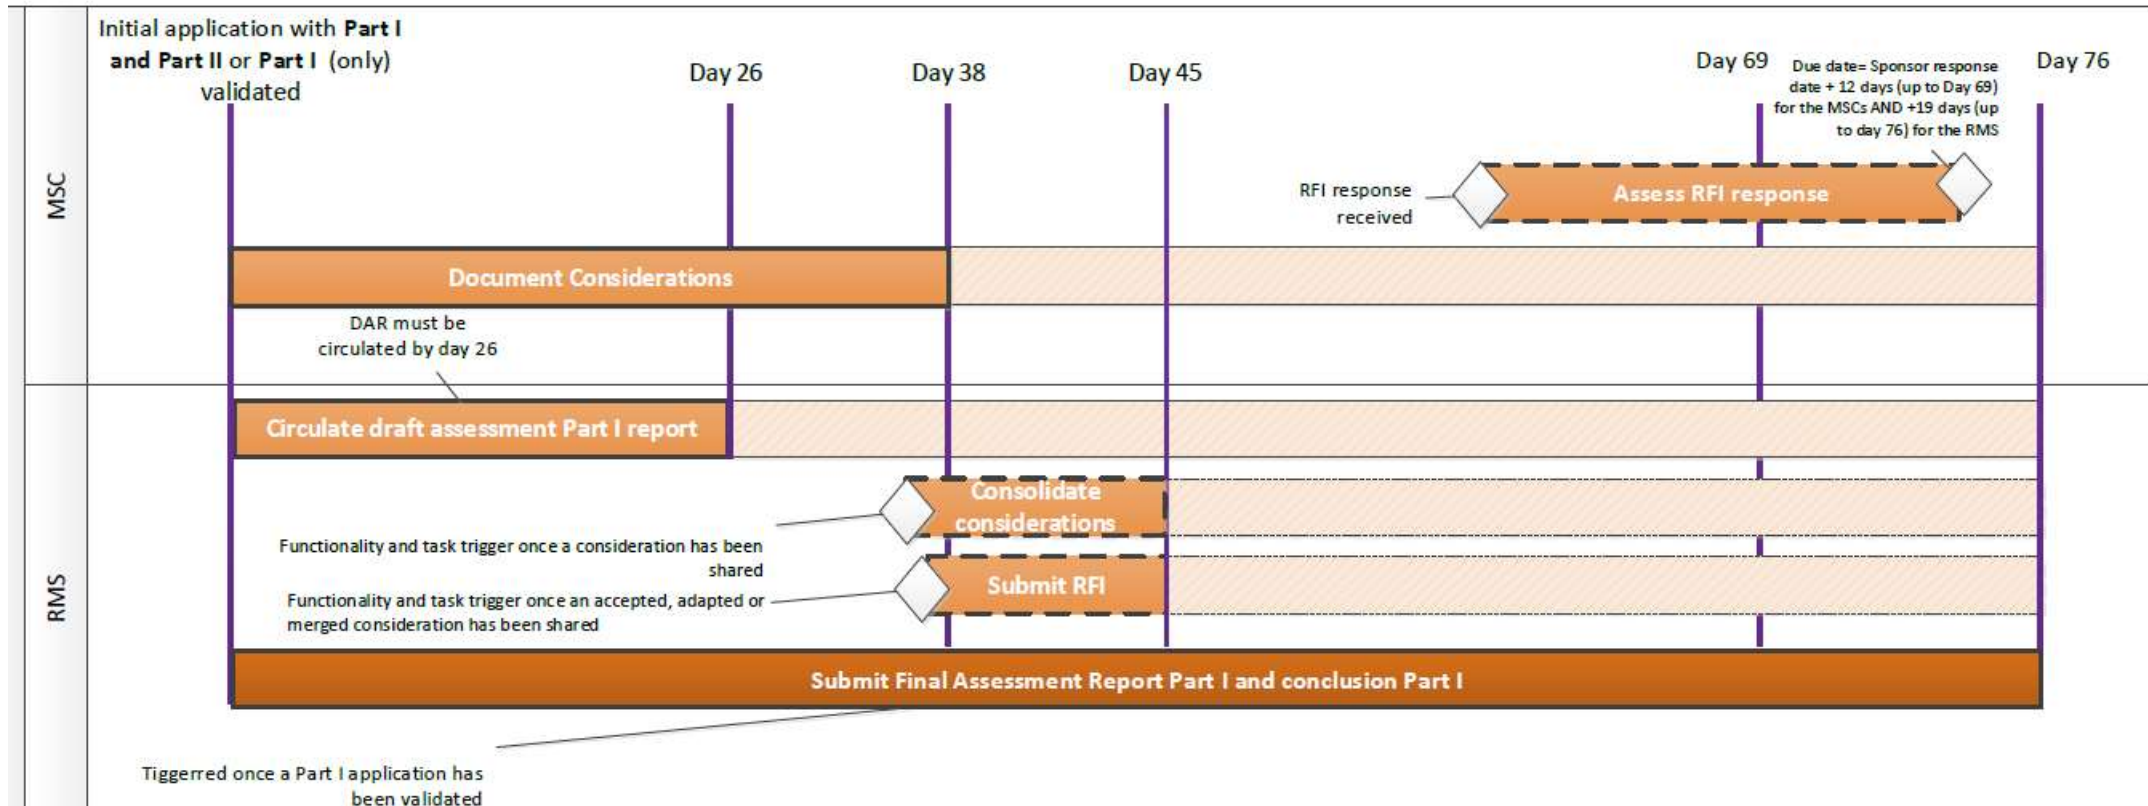 Initial application with Part I
and Part II or Part I (only)
validated
Day 26
Day 38
Day 45
Day 69
Due date= Sponsor response
date + 12 days (up to Day 69)
for the MSCs AND +19 days (up
to day 76) for the RMS
Day 76
MSC
RFI response
received
Assess RFI response
Document Considerations
DAR must be
circulated by day 26
RMS
Circulate draft assessment Part I report
Consolidate
considerations
Functionality and task trigger once a consideration has been
shared
Submit RFI
Functionality and task trigger once an accepted, adapted or
merged consideration has been shared
Submit Final Assessment Report Part I and conclusion Part I
Tiggerred once a Part I application has
been validated